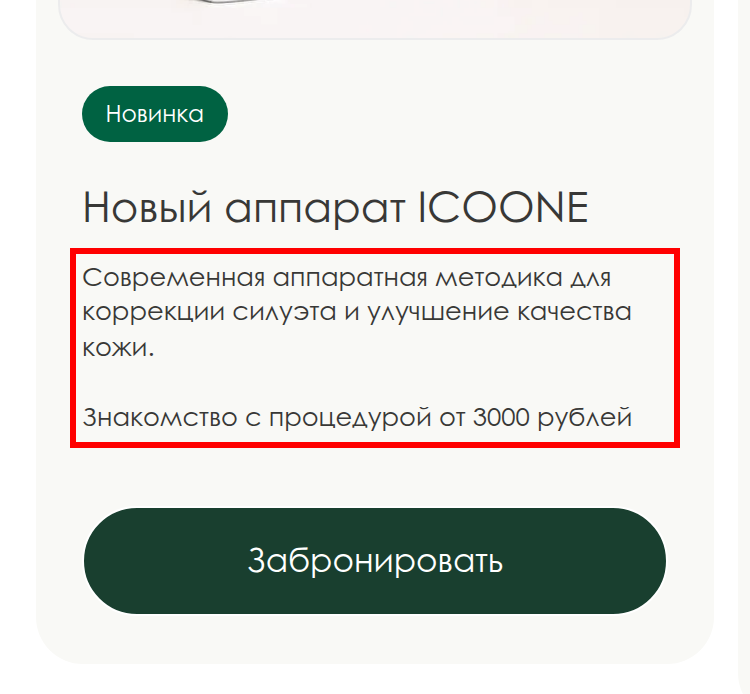 Новинка
Новый аппарат ICOONE
Современная аппаратная методика для
коррекции силуэта и улучшение качества
кожи.
Знакомство с процедурой от 3000 рублей
Забронировать